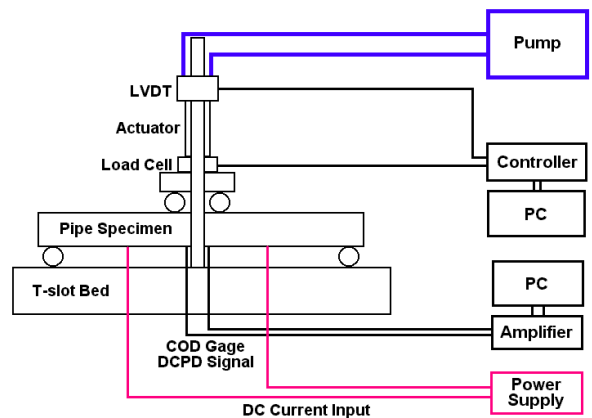 Pump
LVDT
Actuator
Load Cell
Controller
PC
Pipe Specimen
T-slot Bed
PC
Amplifier
COD Gage
DCPD Signal
Power
Supply
DC Current Input